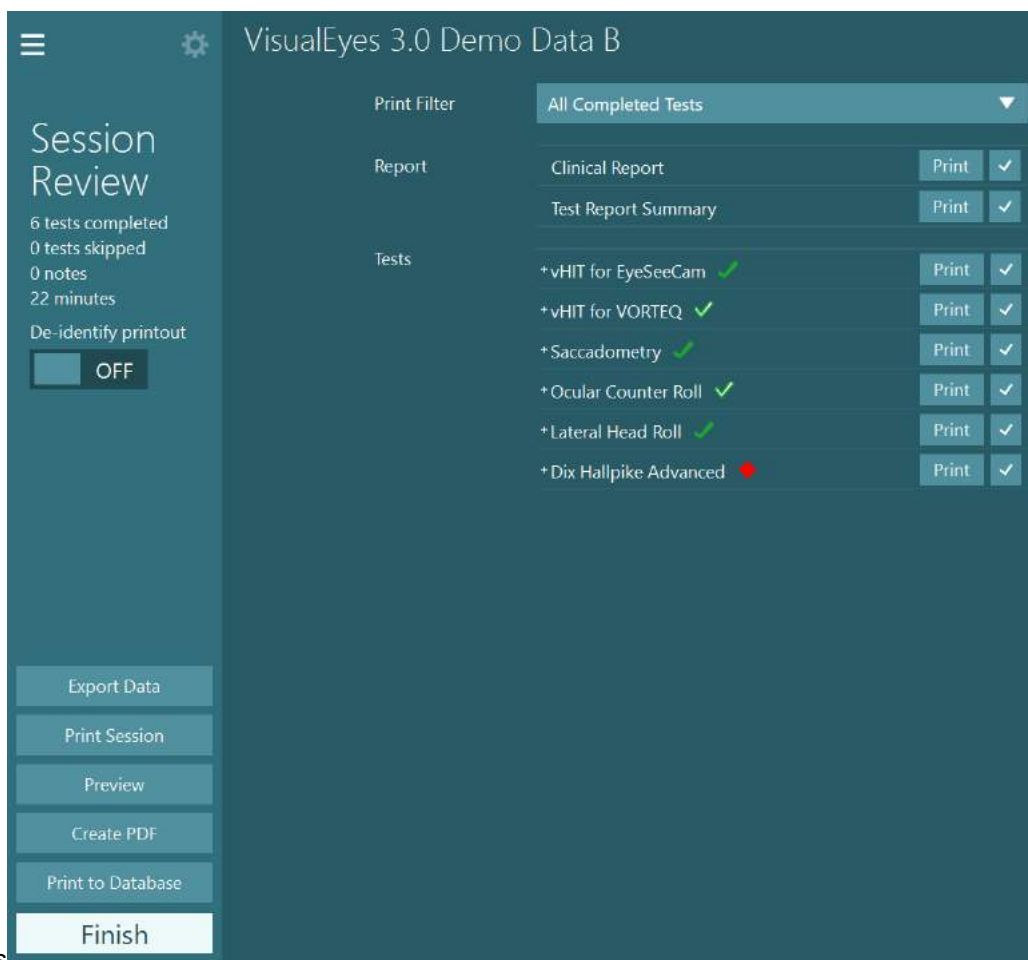 VisualEyes 3.0 Demo Data B
Session
Review
6 tests completed
0 tests skipped
0 notes
22 minutes
De-identify printout
OFF
Export Data
Print Session
Preview
Create PDF
Print to Database
Finish
Print Filter All Completed Tests
Report Clinical Report Print
Test Report Summary Print
Tests
+vHIT for EyeSeeCam Print
+vHIT for VORTEQ Print
+Saccadometry Print
+Ocular Counter Roll Print
+Lateral Head Roll Print
+Dix Hallpike Advanced Print